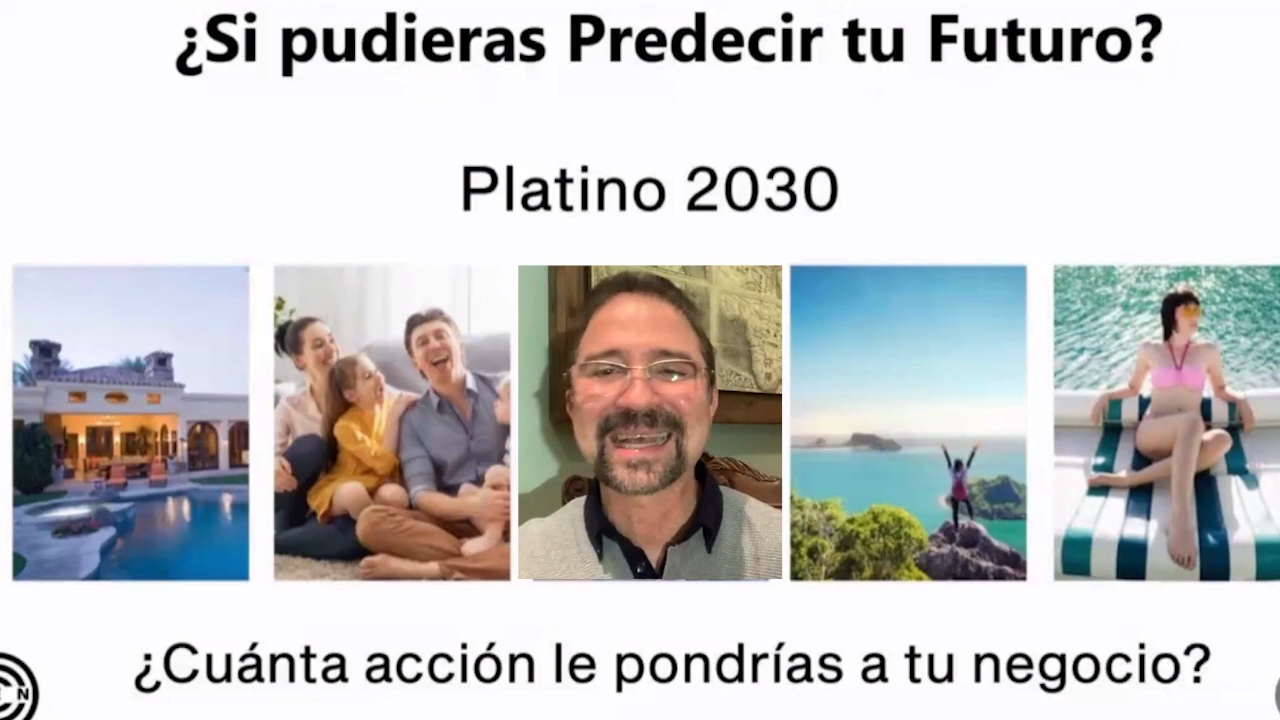 ¿Si pudieras Predecir tu Futuro?
Platino 2030
¿Cuánta acción le pondrías a tu negocio?